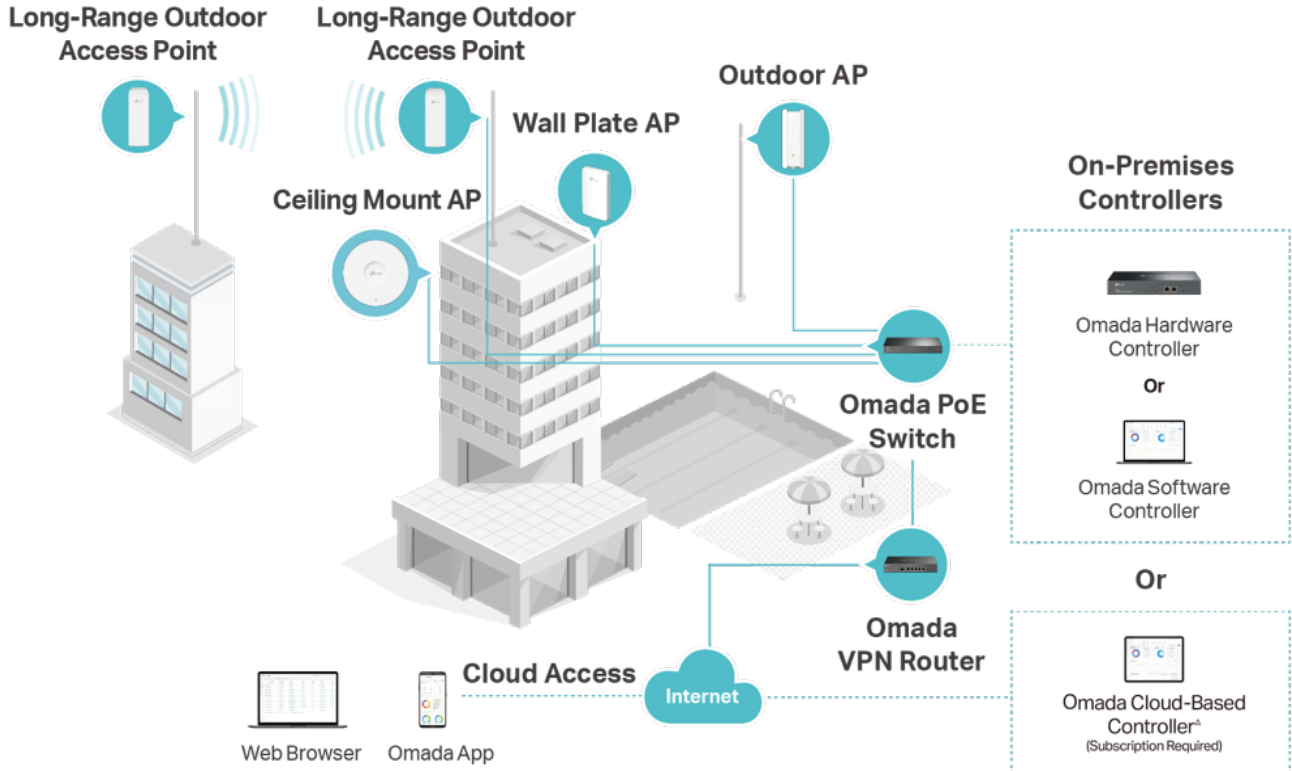 Long-Range Outdoor
Access Point
Long-Range Outdoor
Access Point
Outdoor AP
Wall Plate AP
Ceiling Mount AP
On-Premises
Controllers
Omada Hardware
Controller
Or
Omada Software
Controller
Omada PoE
Switch
Or
Omada
VPN Router
Cloud Access
Internet
Omada Cloud-Based
Controller△
(Subscription Required)
Web Browser
Omada App